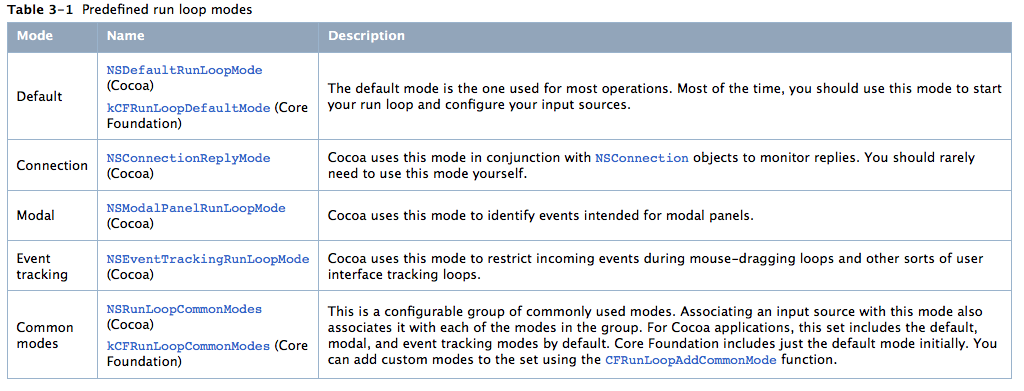 Table 3-1 Predefined run loop modes
Mode Name Description
Default
NSDefaultRunLoopMode
(Cocoa)
kCFRunLoopDefaultMode (Core
Foundation)
The default mode is the one used for most operations. Most of the time, you should use this mode to start
your run loop and configure your input sources.
Connection
NSConnectionReplyMode
(Cocoa)
Cocoa uses this mode in conjunction with NSConnection objects to monitor replies. You should rarely
need to use this mode yourself.
Modal
NSModalPanelRunLoopMode
(Cocoa)
Cocoa uses this mode to identify events intended for modal panels.
Event
tracking
NSEventTrackingRunLoopMode
(Cocoa)
Cocoa uses this mode to restrict incoming events during mouse-dragging loops and other sorts of user
interface tracking loops.
Common
modes
NSRunLoopCommonModes
(Cocoa)
kCFRunLoopCommonModes (Core
Foundation)
This is a configurable group of commonly used modes. Associating an input source with this mode also
associates it with each of the modes in the group. For Cocoa applications, this set includes the default,
modal, and event tracking modes by default. Core Foundation includes just the default mode initially. You
can add custom modes to the set using the CFRunLoopAddCommonMode function.